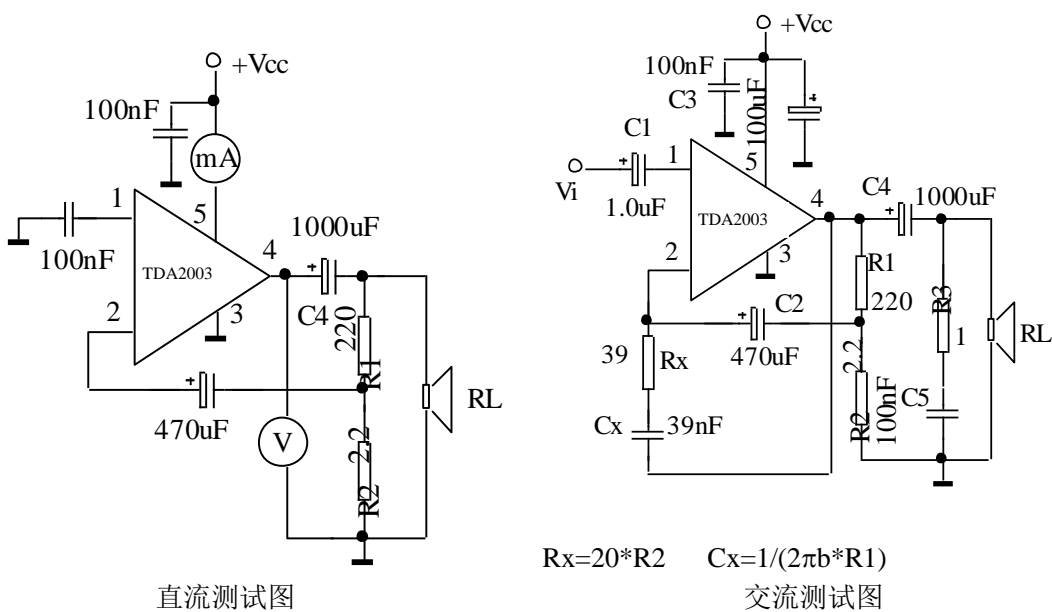 +Vcc
100nF
mA
1
5
100nF
1000uF
4
TDA2003
C4
2
3
220
R1
470uF
V
2.2
R2
RL
直流测试图
+Vcc
100nF
C3
100uF
C1
1
5
Vi
1.0uF
4
C4
1000uF
TDA2003
2
3
R1
220
R3
1
C2
39
Rx
470uF
2.2
R2
100nF
C5
RL
Cx
39nF
Rx=20*R2 Cx=1/(2πb*R1)
交流测试图